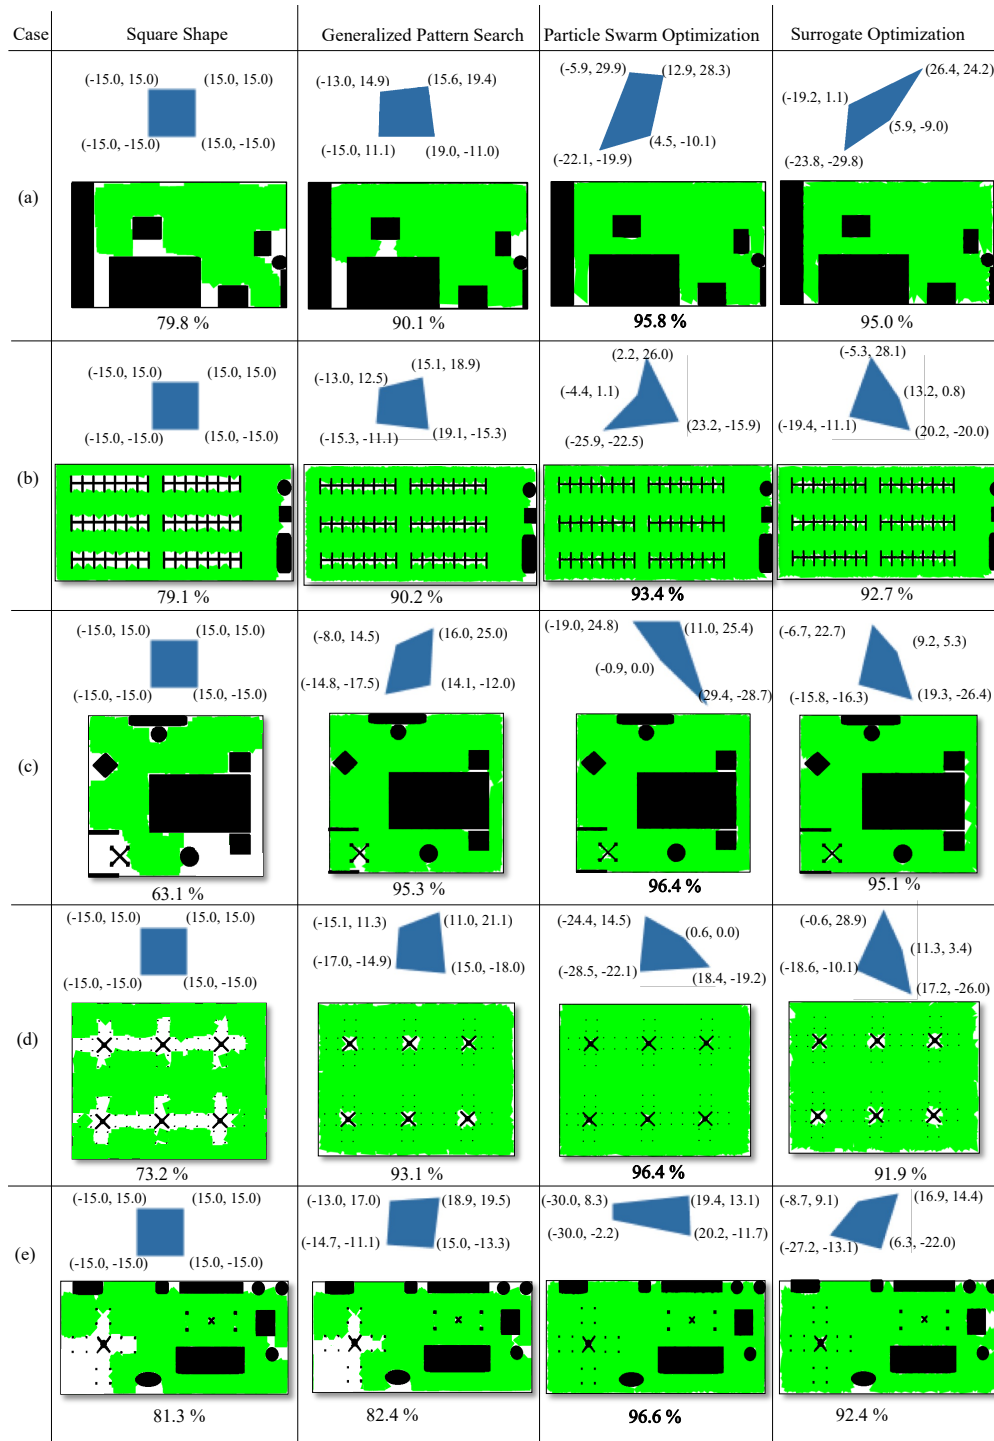 Case Square Shape Generalized Pattern Search Particle Swarm Optimization Surrogate Optimization
(a)
(-15.0, 15.0) (15.0, 15.0)
(-15.0, -15.0) (15.0, -15.0)
79.8 %
(-13.0, 14.9) (15.6, 19.4)
(-15.0, 11.1) (19.0, -11.0)
90.1 %
(-5.9, 29.9) (12.9, 28.3)
(4.5, -10.1)
(-22.1, -19.9)
95.8 %
(26.4, 24.2)
(-19.2, 1.1)
(5.9, -9.0)
(-23.8, -29.8)
95.0 %
(b)
(-15.0, 15.0) (15.0, 15.0)
(-15.0, -15.0) (15.0, -15.0)
79.1 %
(15.1, 18.9)
(-13.0, 12.5)
(-15.3, -11.1) (19.1, -15.3)
90.2 %
(2.2, 26.0)
(-4.4, 1.1)
(23.2, -15.9)
(-25.9, -22.5)
93.4 %
(-5.3, 28.1)
(13.2, 0.8)
(-19.4, -11.1)
(20.2, -20.0)
92.7 %
(c)
(-15.0, 15.0) (15.0, 15.0)
(-15.0, -15.0) (15.0, -15.0)
63.1 %
(-8.0, 14.5) (16.0, 25.0)
(-14.8, -17.5) (14.1, -12.0)
95.3 %
(-19.0, 24.8) (11.0, 25.4)
(-0.9, 0.0)
(29.4, -28.7)
96.4 %
(-6.7, 22.7)
(9.2, 5.3)
(-15.8, -16.3) (19.3, -26.4)
95.1 %
(d)
(-15.0, 15.0) (15.0, 15.0)
(-15.0, -15.0) (15.0, -15.0)
73.2 %
(-15.1, 11.3) (11.0, 21.1)
(-17.0, -14.9) (15.0, -18.0)
93.1 %
(-24.4, 14.5)
(0.6, 0.0)
(-28.5, -22.1)
(18.4, -19.2)
96.4 %
(-0.6, 28.9)
(11.3, 3.4)
(-18.6, -10.1)
(17.2, -26.0)
91.9 %
(e)
(-15.0, 15.0) (15.0, 15.0)
(-15.0, -15.0) (15.0, -15.0)
81.3 %
(-13.0, 17.0) (18.9, 19.5)
(-14.7, -11.1) (15.0, -13.3)
82.4 %
(-30.0, 8.3) (19.4, 13.1)
(-30.0, -2.2) (20.2, -11.7)
96.6 %
(-8.7, 9.1) (16.9, 14.4)
(-27.2, -13.1) (6.3, -22.0)
92.4 %